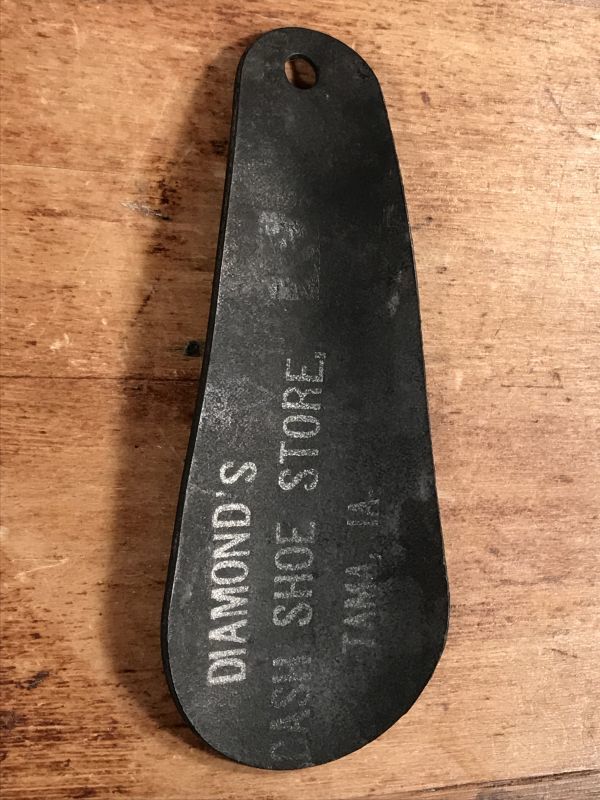 DIAMOND'S
CASH SHOE STORE,
TAMA, IA.